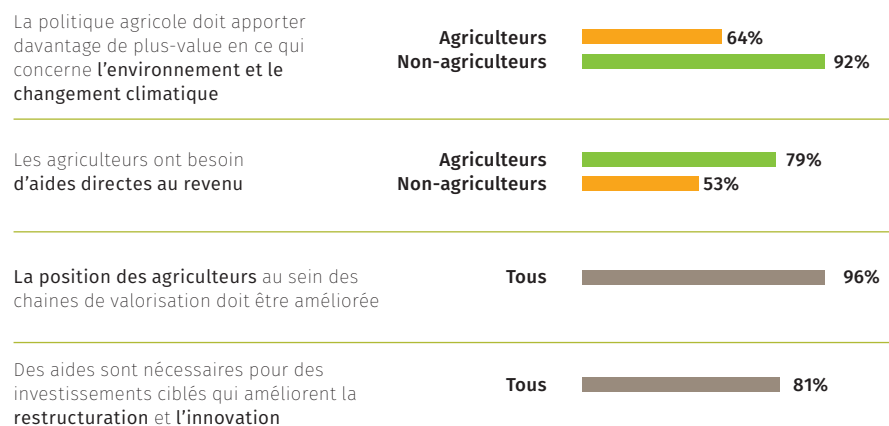 La politique agricole doit apporter
davantage de plus-value en ce qui
concerne l'environnement et le
changement climatique
Agriculteurs 64%
Non-agriculteurs 92%
Les agriculteurs ont besoin
d'aides directes au revenu
Agriculteurs 79%
Non-agriculteurs 53%
La position des agriculteurs au sein des
chaines de valorisation doit être améliorée
Tous 96%
Des aides sont nécessaires pour des
investissements ciblés qui améliorent la
restructuration et l'innovation
Tous 81%